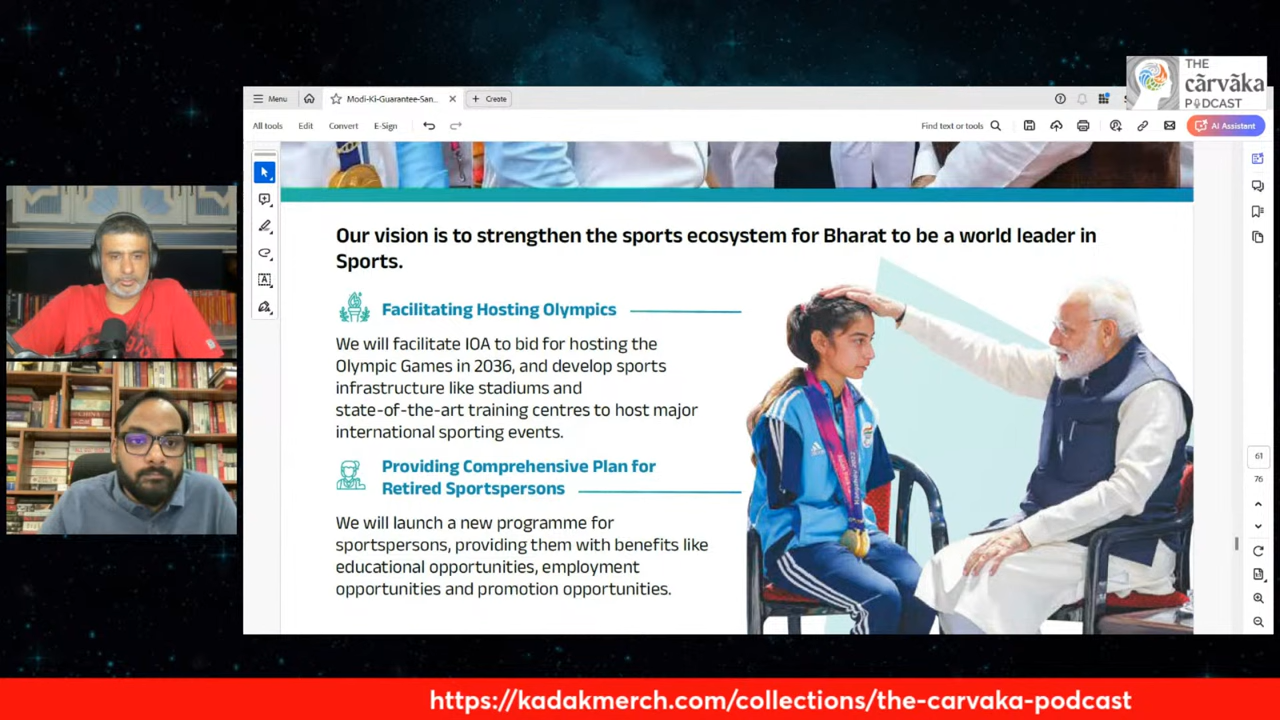 THE
cārvāka
PODCAST
Menu
Modi-Ki-Guarantee-San...
Create
All tools
Edit
Convert
E-Sign
Find text or tools
AI Assistant
Our vision is to strengthen the sports ecosystem for Bharat to be a world leader in
Sports.
Facilitating Hosting Olympics
We will facilitate IOA to bid for hosting the
Olympic Games in 2036, and develop sports
infrastructure like stadiums and
state-of-the-art training centres to host major
international sporting events.
Providing Comprehensive Plan for
Retired Sportspersons
We will launch a new programme for
sportspersons, providing them with benefits like
educational opportunities, employment
opportunities and promotion opportunities.
61
76
https://kadakmerch.com/collections/the-carvaka-podcast